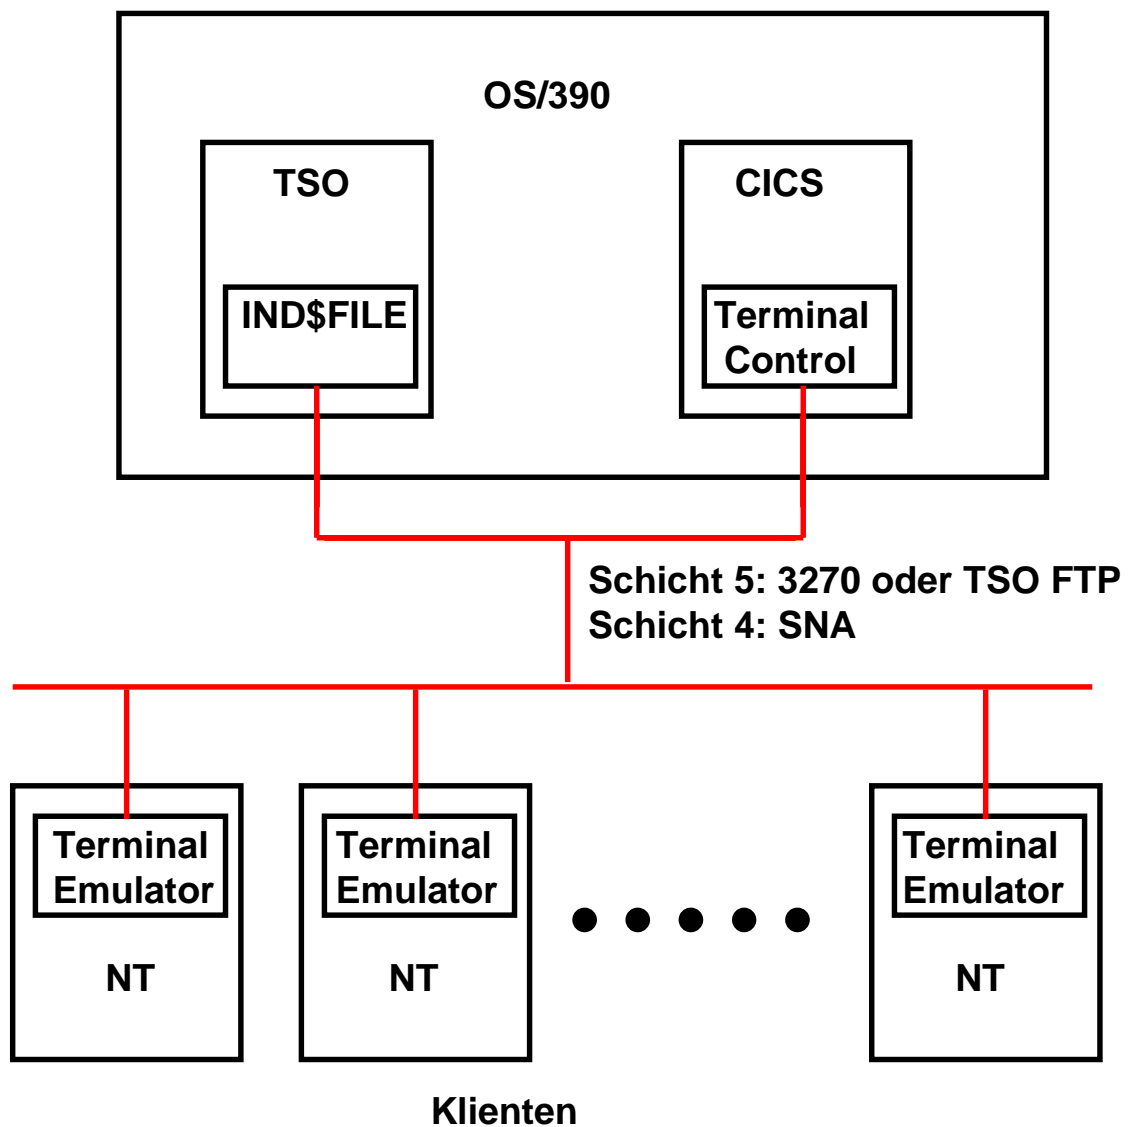 OS/390
TSO
CICS
IND$FILE
Terminal
Control
Schicht 5: 3270 oder TSO FTP
Schicht 4: SNA
Terminal
Emulator
NT
Terminal
Emulator
NT
Terminal
Emulator
NT
Klienten